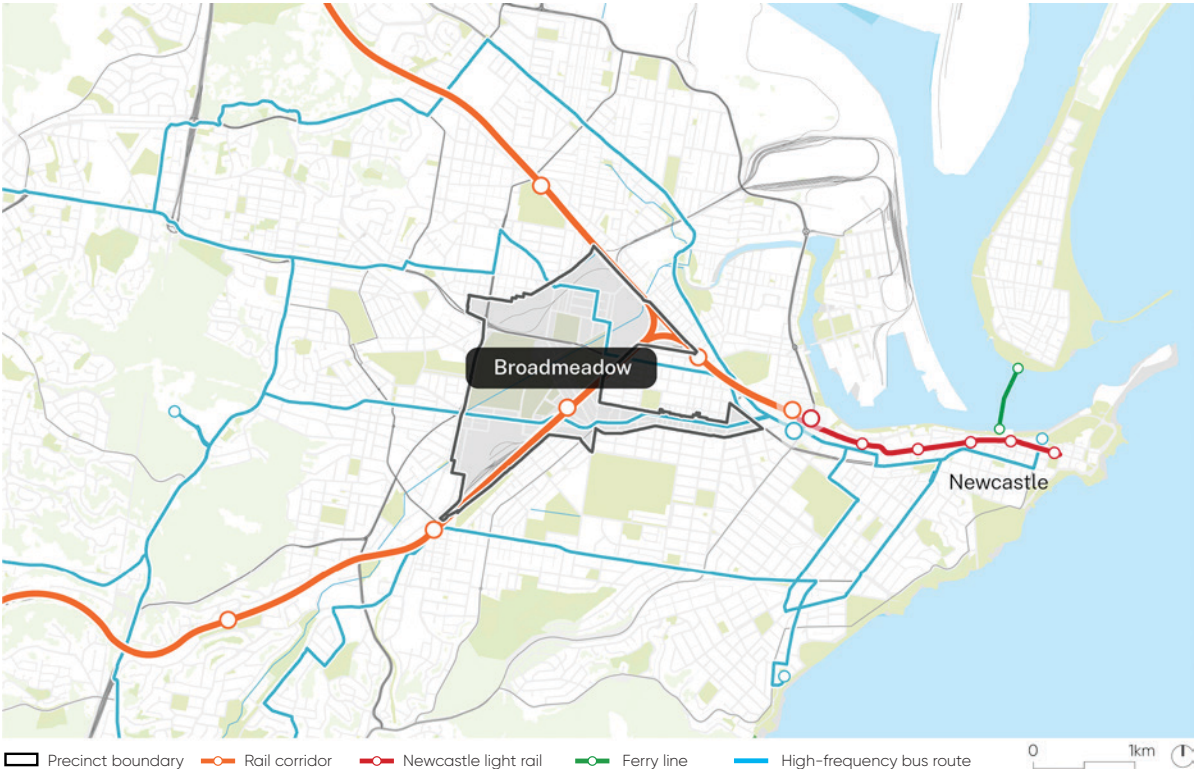 Broadmeadow
Newcastle
Precinct boundary
Rail corridor
Newcastle light rail
Ferry line
High-frequency bus route
0
1km